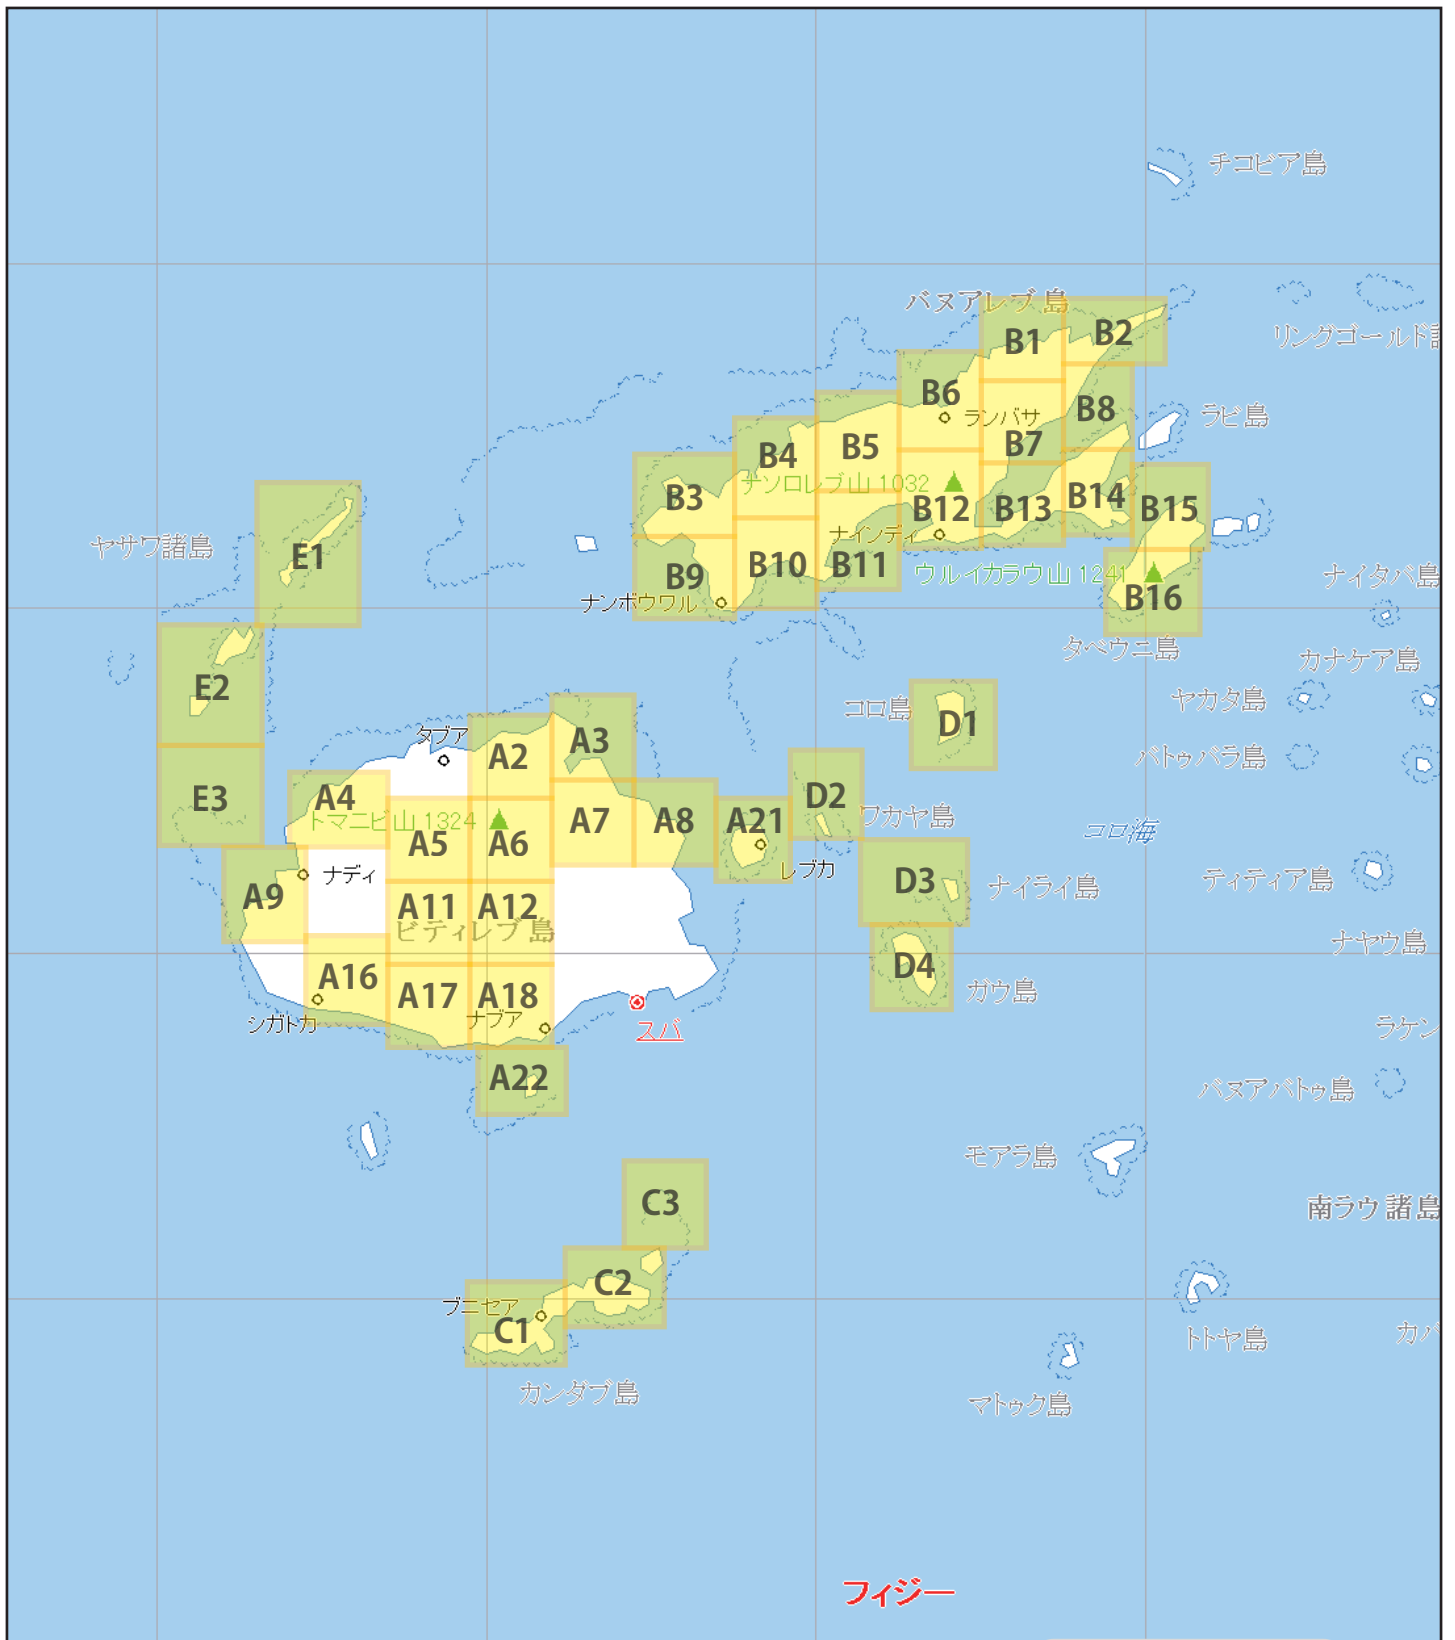 チコビア島
バヌアレブ島
B1
B2
リングゴールド
B6
ランバサ
B8
ラビ島
B4
B5
B7
ナソロレブ山 1032
B3
B12
B13
B14
B15
ナインディ
ヤサワ諸島
E1
B9
B10
B11
ウルイカラウ山 1241
B16
ナイタバ島
ナンボウワル
タベウニ島
カナケア島
E2
コロ島
D1
ヤカタ島
タブア
A2
A3
バトゥバラ島
E3
A4
D2
トマニビ山 1324
A5
A6
A7
A8
A21
ワカヤ島
コロ海
レブカ
ナディ
A9
D3
ナイライ島
ティティア島
A11
A12
ビティレブ島
ナヤウ島
A16
A17
A18
D4
ガウ島
シガトカ
ナブア
スバ
ラケン
A22
バヌアバトゥ島
モアラ島
C3
南ラウ諸島
C2
ブニセア
C1
トトヤ島
カバ
カンダブ島
マトゥク島
フィジー